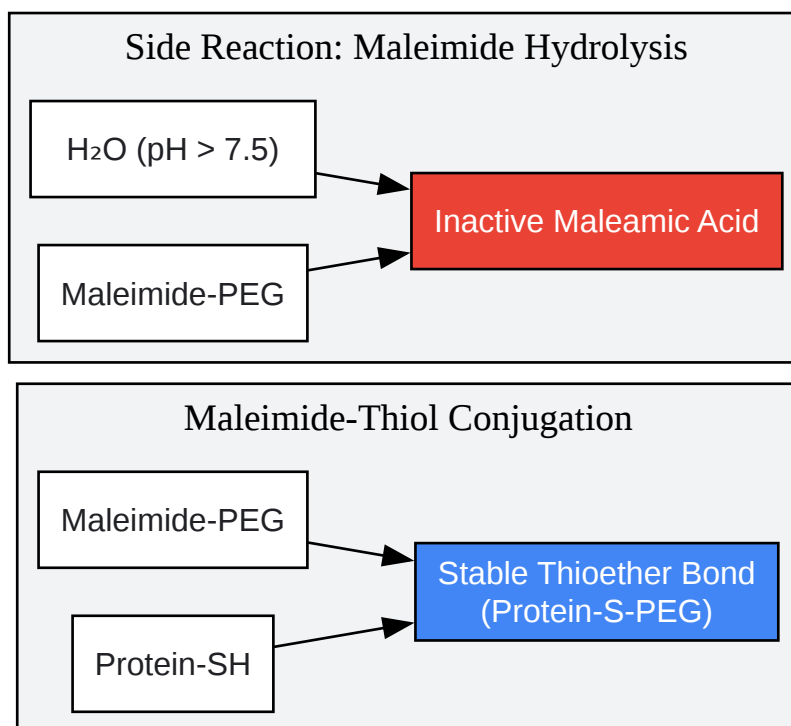 Side Reaction: Maleimide Hydrolysis
H₂O (pH > 7.5)
Inactive Maleamic Acid
Maleimide-PEG
Maleimide-Thiol Conjugation
Maleimide-PEG
Stable Thioether Bond
(Protein-S-PEG)
Protein-SH